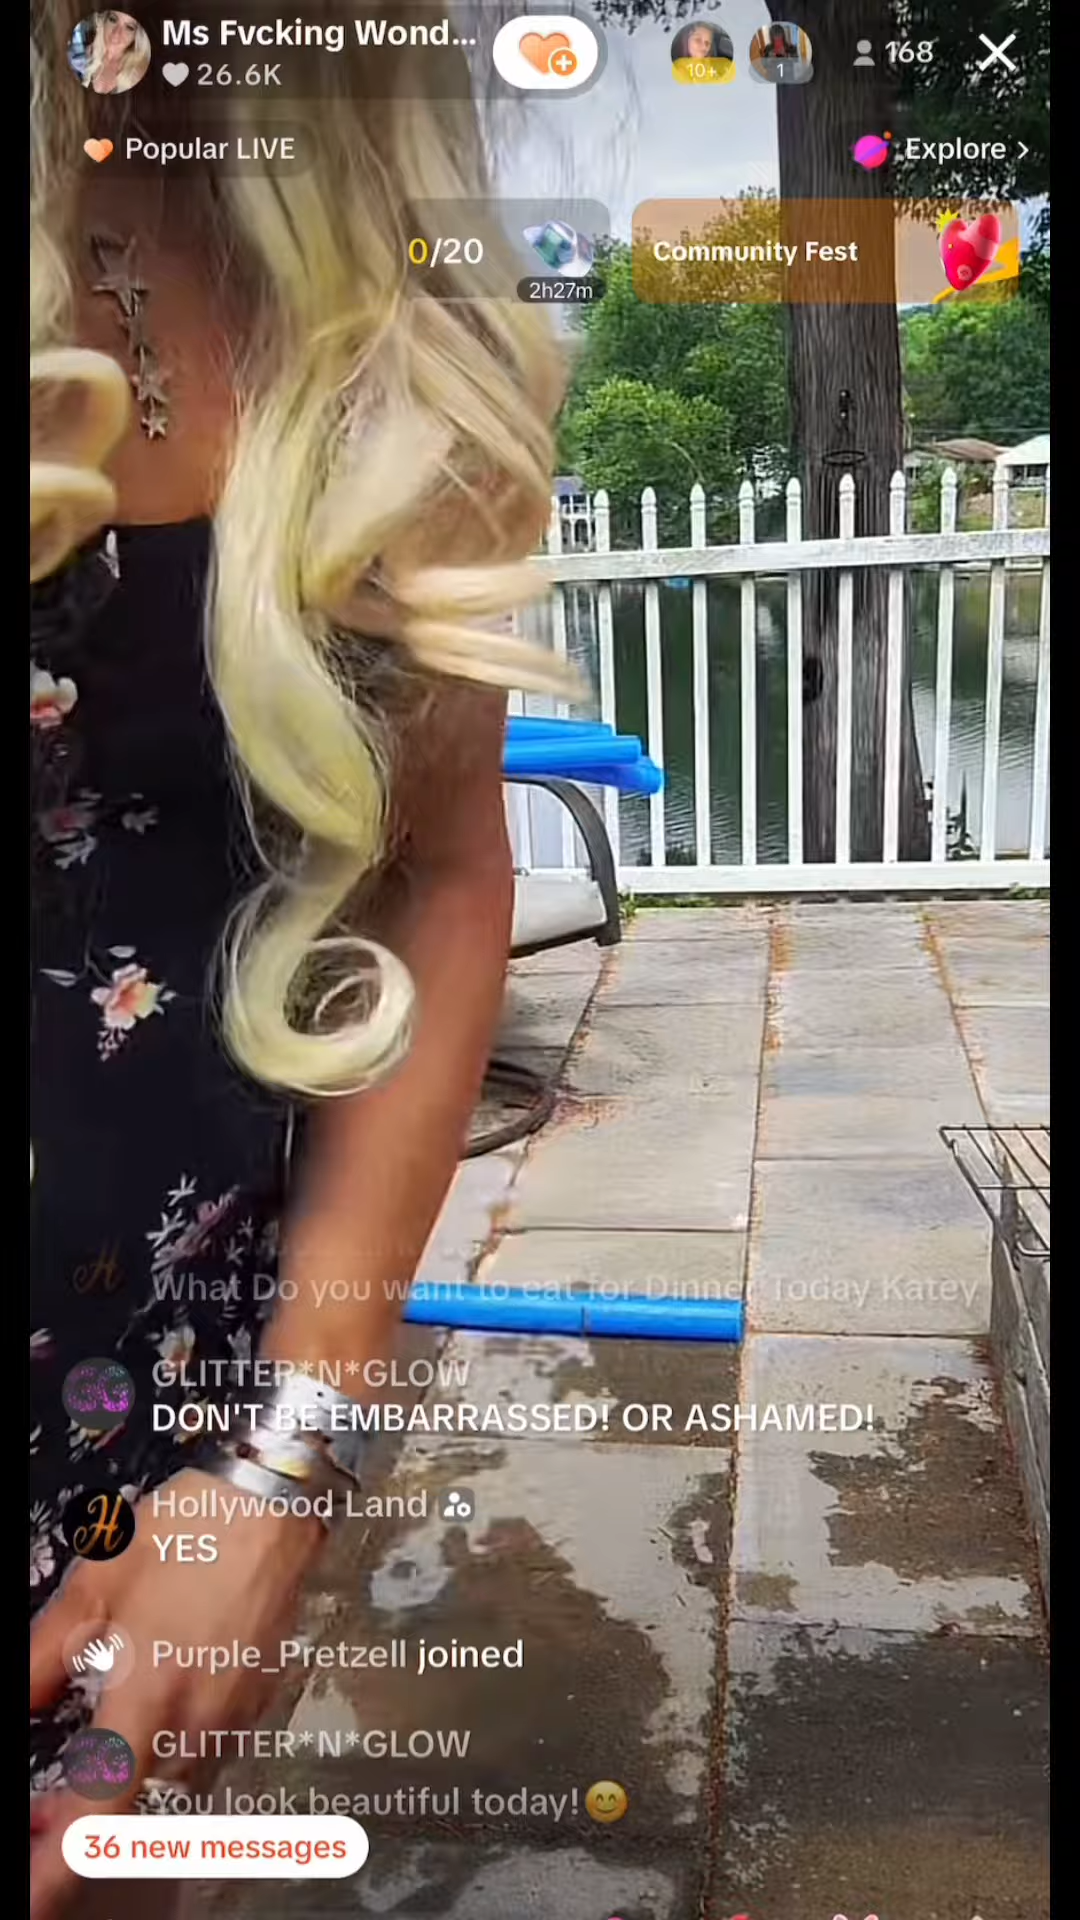 Ms Fvcking Wond...
26.6K
10+
1
168
Popular LIVE
Explore >
0/20
2h27m
Community Fest
What Do you want to eat for Dinner Today Katey
GLITTER*N*GLOW
DON'T BE EMBARRASSED! OR ASHAMED!
Hollywood Land
YES
Purple_Pretzell joined
GLITTER*N*GLOW
You look beautiful today!😊
36 new messages